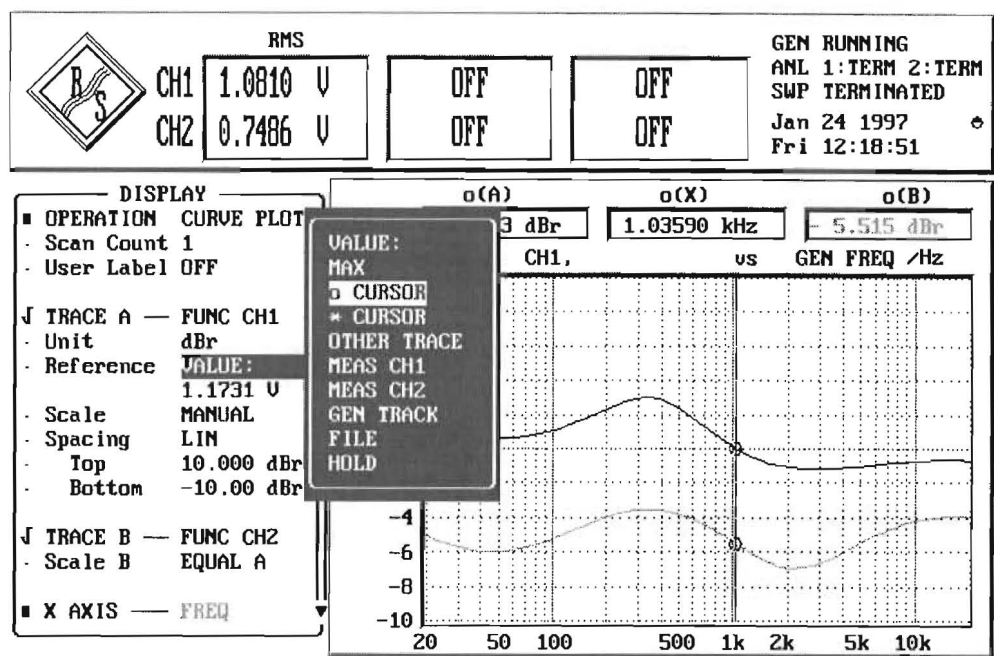 RMS
R S
CH1 1.0810 V OFF OFF
CH2 0.7486 V OFF OFF
GEN RUNNING
ANL 1:TERM 2:TERM
SWP TERMINATED
Jan 24 1997
Fri 12:18:51
DISPLAY
OPERATION CURVE PLOT
Scan Count 1
User Label OFF
TRACE A FUNC CH1
Unit dBr
Reference VALUE:
1.1731 V
Scale MANUAL
Spacing LIN
Top 10.000 dBr
Bottom -10.00 dBr
TRACE B FUNC CH2
Scale B EQUAL A
X AXIS FREQ
VALUE:
MAX
o CURSOR
* CURSOR
OTHER TRACE
MEAS CH1
MEAS CH2
GEN TRACK
FILE
HOLD
o(A) o(X) o(B)
3 dBr 1.03590 kHz - 5.515 dBr
CH1, vs GEN FREQ /Hz
-4
-6
-8
-10
20 50 100 500 1k 2k 5k 10k